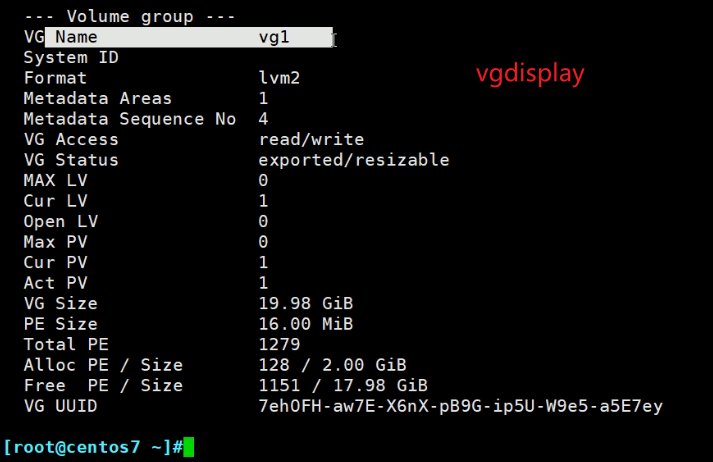 --- Volume group ---
VG Name               vg1
System ID
Format                lvm2
vgdisplay
Metadata Areas        1
Metadata Sequence No  4
VG Access             read/write
VG Status             exported/resizable
MAX LV                0
Cur LV                1
Open LV               0
Max PV                0
Cur PV                1
Act PV                1
VG Size               19.98 GiB
PE Size               16.00 MiB
Total PE              1279
Alloc PE / Size       128 / 2.00 GiB
Free  PE / Size       1151 / 17.98 GiB
VG UUID               7ehOFH-aw7E-X6nX-pB9G-ip5U-W9e5-a5E7ey
[root@centos7 ~]#